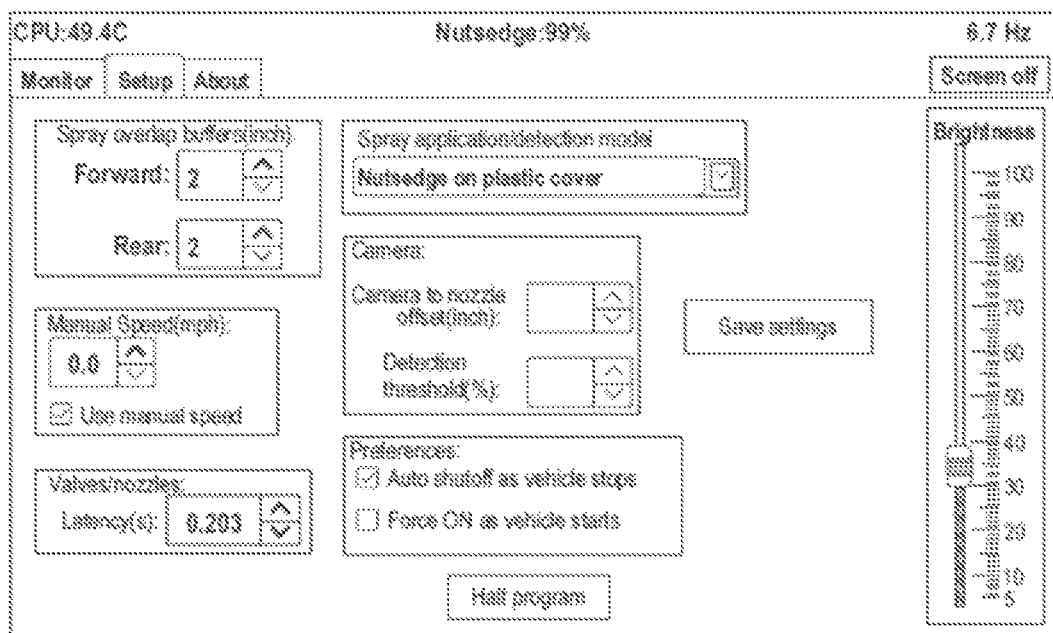 CPU:49.4C Nutsedge:99% 6.7 Hz
Monitor Setup About Screen off
Spray overlap buffers(inch)
Forward: 2
Rear: 2
Manual Speed(mph):
0.0
Use manual speed
Valves/nozzles:
Latency(s): 0.203
Spray application/detection model
Nutsedge on plastic cover
Camera:
Camera to nozzle
offset(inch):
Detection
threshold(%):
Preferences:
Auto shutoff as vehicle stops
Force ON as vehicle starts
Halt program
Save settings
Brightness
100
90
80
70
60
50
40
30
20
10
5